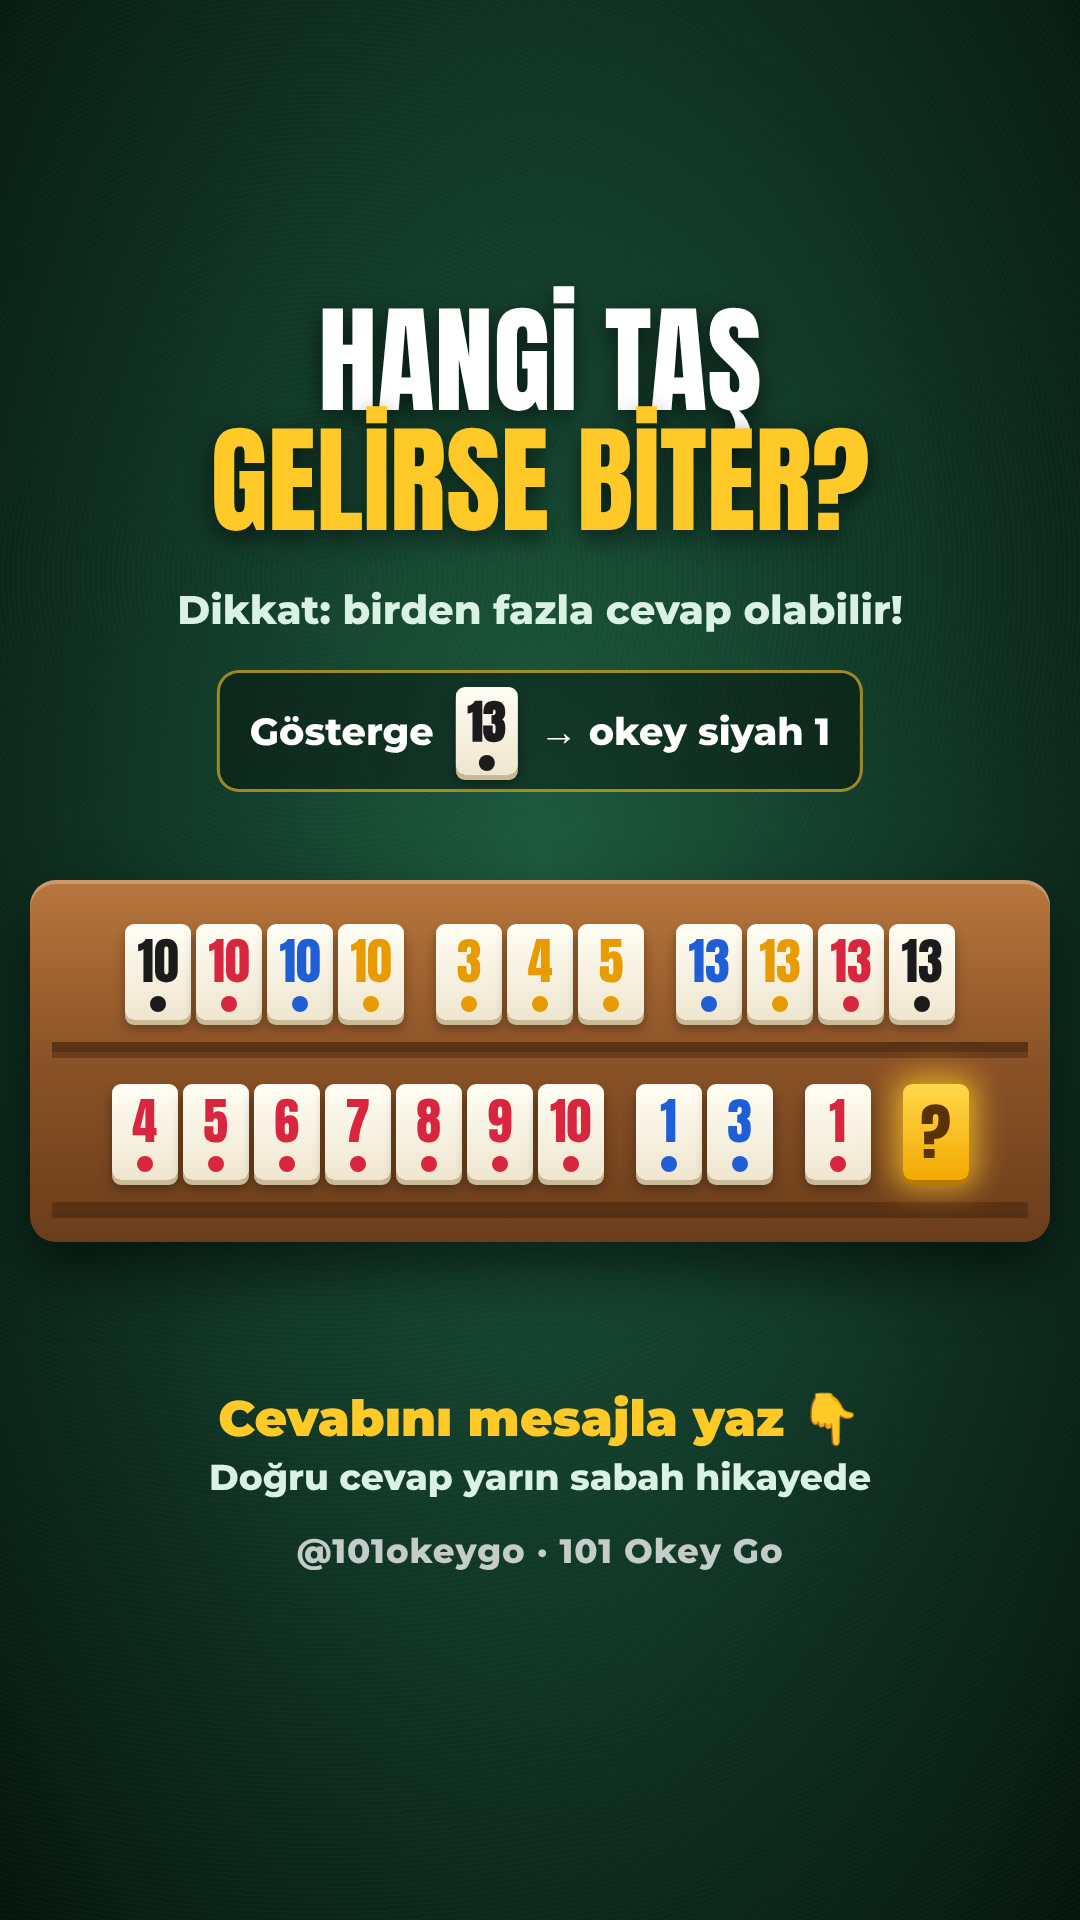 HANGİ TAŞ
GELİRSE BİTER?
Dikkat: birden fazla cevap olabilir!
Gösterge 13 → okey siyah 1
10 10 10 10 3 4 5 13 13 13 13
4 5 6 7 8 9 10 1 3 1 ?
Cevabını mesajla yaz 👇
Doğru cevap yarın sabah hikayede
@101okeygo · 101 Okey Go